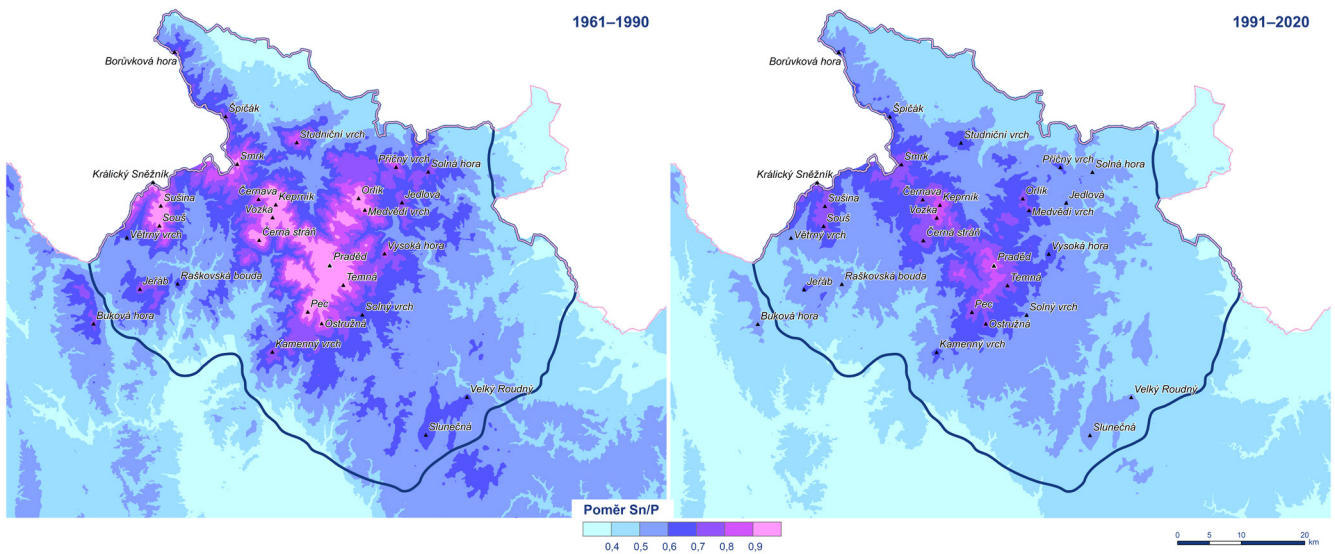 1961–1990
Borůvková hora
Špičák
Studniční vrch
Smrk
Příčný vrch
Solná hora
Králický Sněžník
Černava
Keprník
Orlík
Jedlová
Sušina
Vozka
Medvědí vrch
Souš
Větrný vrch
Černá stráň
Vysoká hora
Praděd
Raškovská bouda
Jeřáb
Temná
Pec
Solný vrch
Buková hora
Ostružná
Kamenný vrch
Velký Roudný
Slunečná
1991–2020
Borůvková hora
Špičák
Studniční vrch
Smrk
Příčný vrch
Solná hora
Králický Sněžník
Černava
Keprník
Orlík
Jedlová
Sušina
Vozka
Medvědí vrch
Souš
Větrný vrch
Černá stráň
Vysoká hora
Praděd
Raškovská bouda
Jeřáb
Temná
Pec
Solný vrch
Buková hora
Ostružná
Kamenný vrch
Velký Roudný
Slunečná
Poměr Sn/P
0,4 0,5 0,6 0,7 0,8 0,9
0 5 10 20
km